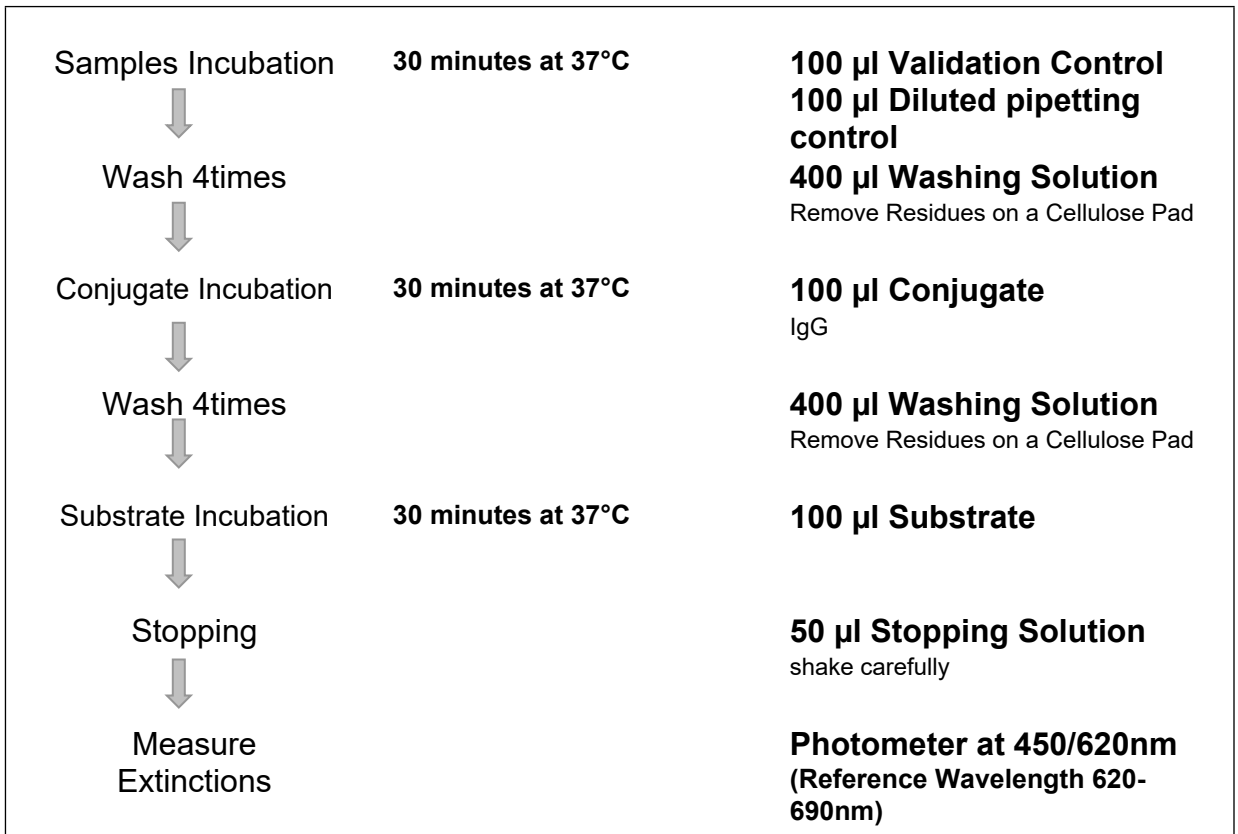 Samples Incubation 30 minutes at 37°C 100 µl Validation Control
100 µl Diluted pipetting
control
Wash 4times 400 µl Washing Solution
Remove Residues on a Cellulose Pad
Conjugate Incubation 30 minutes at 37°C 100 µl Conjugate
IgG
Wash 4times 400 µl Washing Solution
Remove Residues on a Cellulose Pad
Substrate Incubation 30 minutes at 37°C 100 µl Substrate
Stopping 50 µl Stopping Solution
shake carefully
Measure Photometer at 450/620nm
Extinctions (Reference Wavelength 620-
690nm)